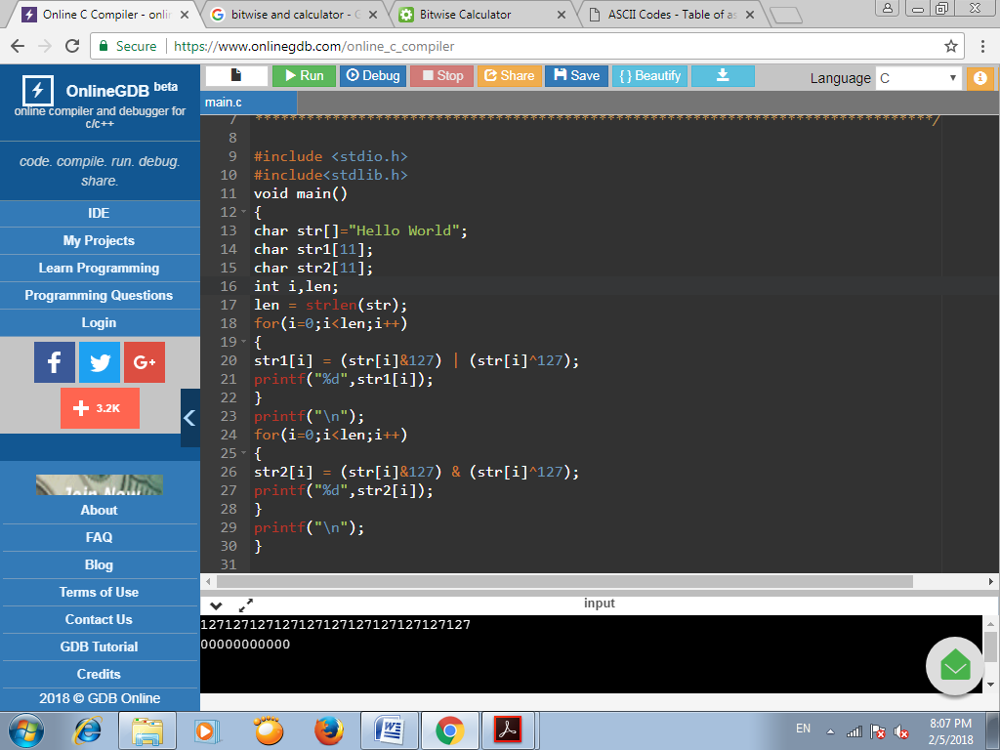 Online C Compiler - onlin
bitwise and calculator - G
Bitwise Calculator
ASCII Codes - Table of as
Secure
https://www.onlinegdb.com/online_c_compiler
OnlineGDB beta
online compiler and debugger for
c/c++
code. compile. run. debug.
share.
IDE
My Projects
Learn Programming
Programming Questions
Login
3.2K
Join Now
About
FAQ
Blog
Terms of Use
Contact Us
GDB Tutorial
Credits
2018 © GDB Online
Run
Debug
Stop
Share
Save
{ } Beautify
Language C
main.c
7 *******************************************************************************/
8
9 #include <stdio.h>
10 #include<stdlib.h>
11 void main()
12 {
13 char str[]="Hello World";
14 char str1[11];
15 char str2[11];
16 int i,len;
17 len = strlen(str);
18 for(i=0;i<len;i++)
19 {
20 str1[i] = (str[i]&127) | (str[i]^127);
21 printf("%d",str1[i]);
22 }
23 printf("\n");
24 for(i=0;i<len;i++)
25 {
26 str2[i] = (str[i]&127) & (str[i]^127);
27 printf("%d",str2[i]);
28 }
29 printf("\n");
30 }
31
input
127127127127127127127127127127127
00000000000
EN
8:07 PM
2/5/2018